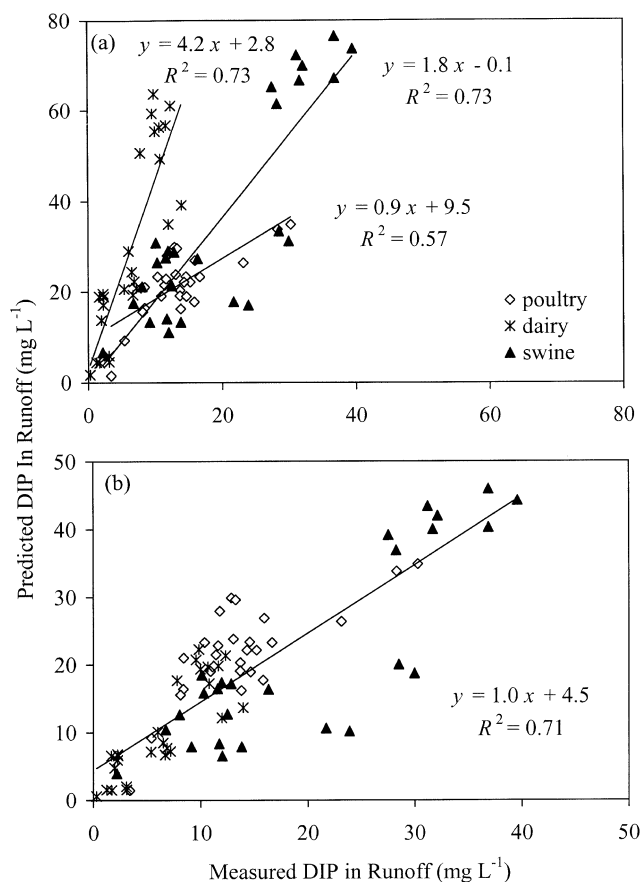 (a)
y = 4.2 x + 2.8
R² = 0.73
y = 1.8 x - 0.1
R² = 0.73
y = 0.9 x + 9.5
R² = 0.57
poultry
dairy
swine
80
60
40
20
0
0 20 40 60 80
Predicted DIP In Runoff (mg L⁻¹)
(b)
50
40
30
20
10
0
y = 1.0 x + 4.5
R² = 0.71
0 10 20 30 40 50
Measured DIP in Runoff (mg L⁻¹)